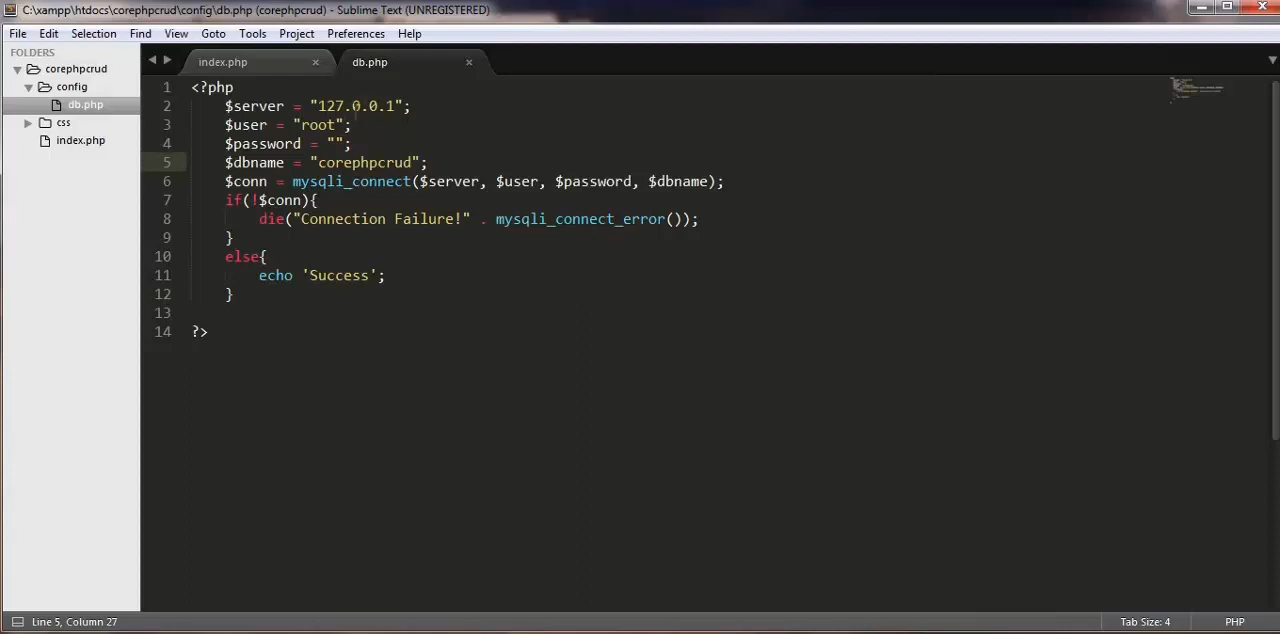 C:\xampp\htdocs\corephpcrud\config\db.php (corephpcrud) - Sublime Text (UNREGISTERED)
File Edit Selection Find View Goto Tools Project Preferences Help
FOLDERS
corephpcrud
config
db.php
css
index.php
index.php × db.php ×
1 <?php
2 $server = "127.0.0.1";
3 $user = "root";
4 $password = "";
5 $dbname = "corephpcrud";
6 $conn = mysqli_connect($server, $user, $password, $dbname);
7 if(!$conn){
8 die("Connection Failure!" . mysqli_connect_error());
9 }
10 else{
11 echo 'Success';
12 }
13
14 ?>
Line 5, Column 27 Tab Size: 4 PHP